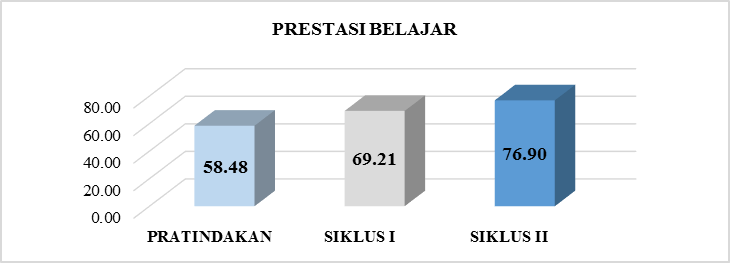 PRESTASI BELAJAR
80.00
60.00
40.00
20.00
0.00
58.48
69.21
76.90
PRATINDAKAN
SIKLUS I
SIKLUS II